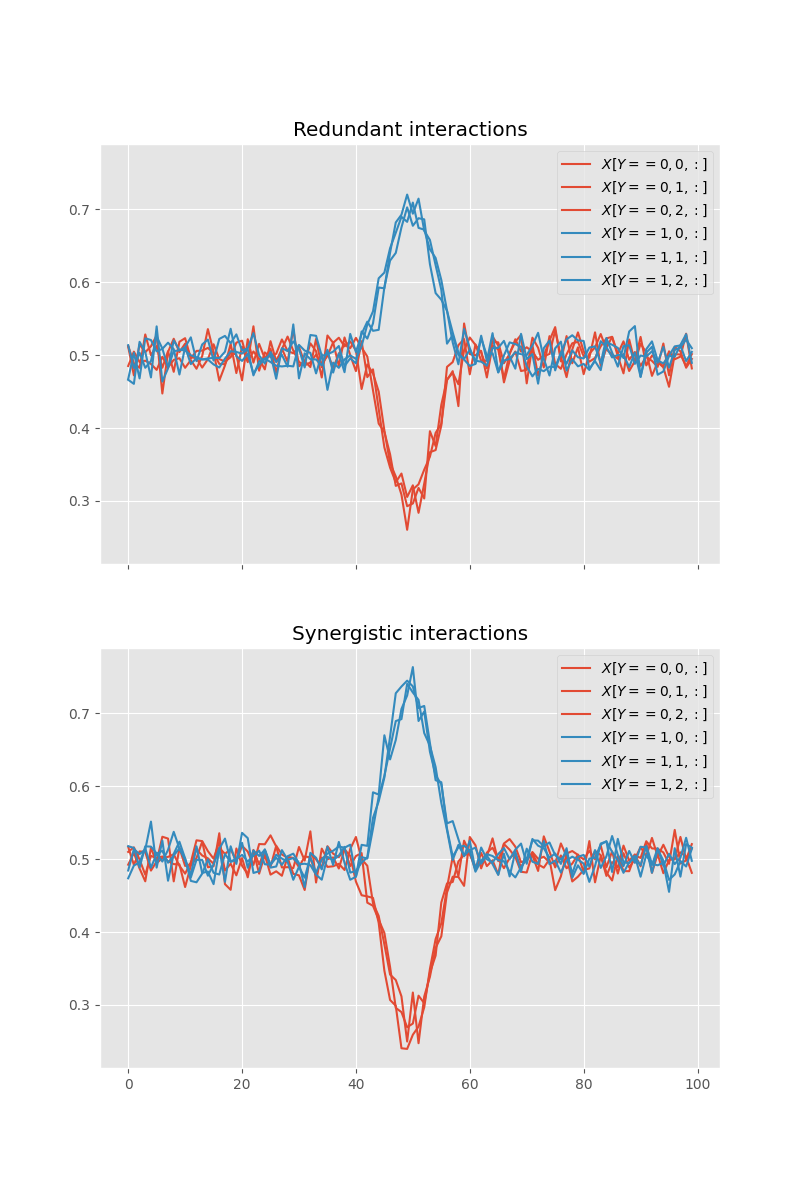 Redundant interactions
X[Y==0,0,:]
X[Y==0,1,:]
X[Y==0,2,:]
X[Y==1,0,:]
X[Y==1,1,:]
X[Y==1,2,:]
0.7
0.6
0.5
0.4
0.3
Synergistic interactions
X[Y==0,0,:]
X[Y==0,1,:]
X[Y==0,2,:]
X[Y==1,0,:]
X[Y==1,1,:]
X[Y==1,2,:]
0.7
0.6
0.5
0.4
0.3
0 20 40 60 80 100